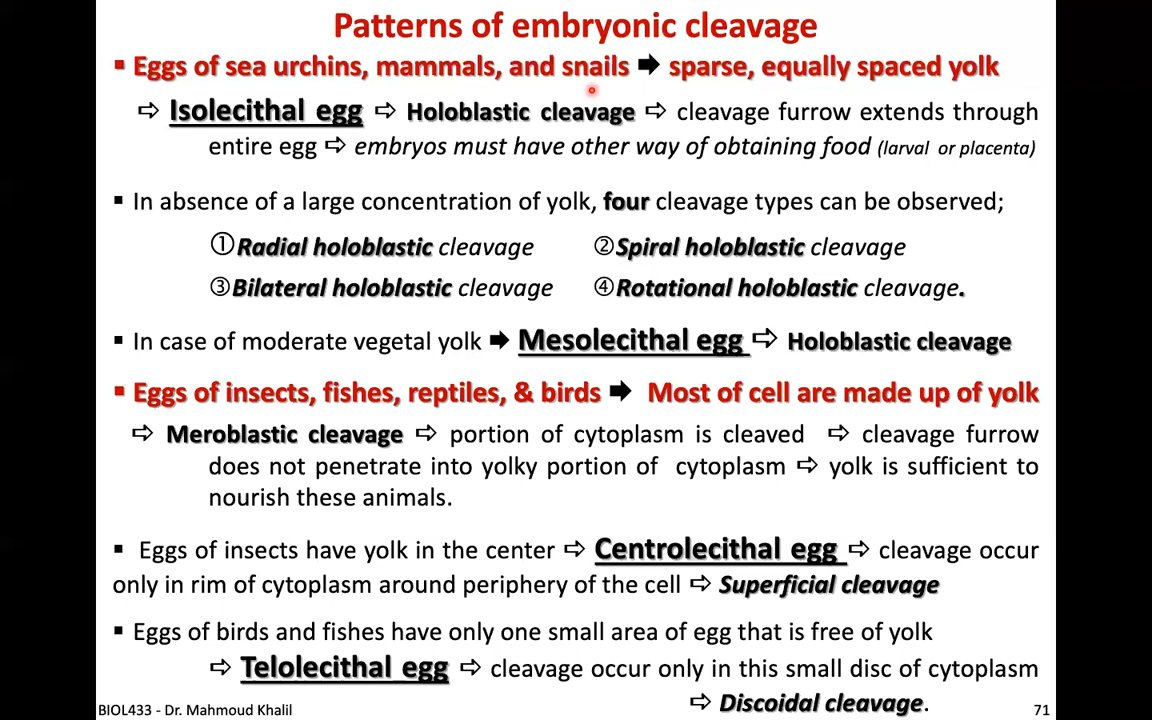 Patterns of embryonic cleavage
▪ Eggs of sea urchins, mammals, and snails 🡆 sparse, equally spaced yolk
⇨ Isolecithal egg ⇨ Holoblastic cleavage ⇨ cleavage furrow extends through
entire egg ⇨ embryos must have other way of obtaining food (larval or placenta)
▪ In absence of a large concentration of yolk, four cleavage types can be observed;
① Radial holoblastic cleavage ② Spiral holoblastic cleavage
③ Bilateral holoblastic cleavage ④ Rotational holoblastic cleavage.
▪ In case of moderate vegetal yolk 🡆 Mesolecithal egg ⇨ Holoblastic cleavage
▪ Eggs of insects, fishes, reptiles, & birds 🡆 Most of cell are made up of yolk
⇨ Meroblastic cleavage ⇨ portion of cytoplasm is cleaved ⇨ cleavage furrow
does not penetrate into yolky portion of cytoplasm ⇨ yolk is sufficient to
nourish these animals.
▪ Eggs of insects have yolk in the center ⇨ Centrolecithal egg ⇨ cleavage occur
only in rim of cytoplasm around periphery of the cell ⇨ Superficial cleavage
▪ Eggs of birds and fishes have only one small area of egg that is free of yolk
⇨ Telolecithal egg ⇨ cleavage occur only in this small disc of cytoplasm
⇨ Discoidal cleavage.
BIOL433 - Dr. Mahmoud Khalil 71